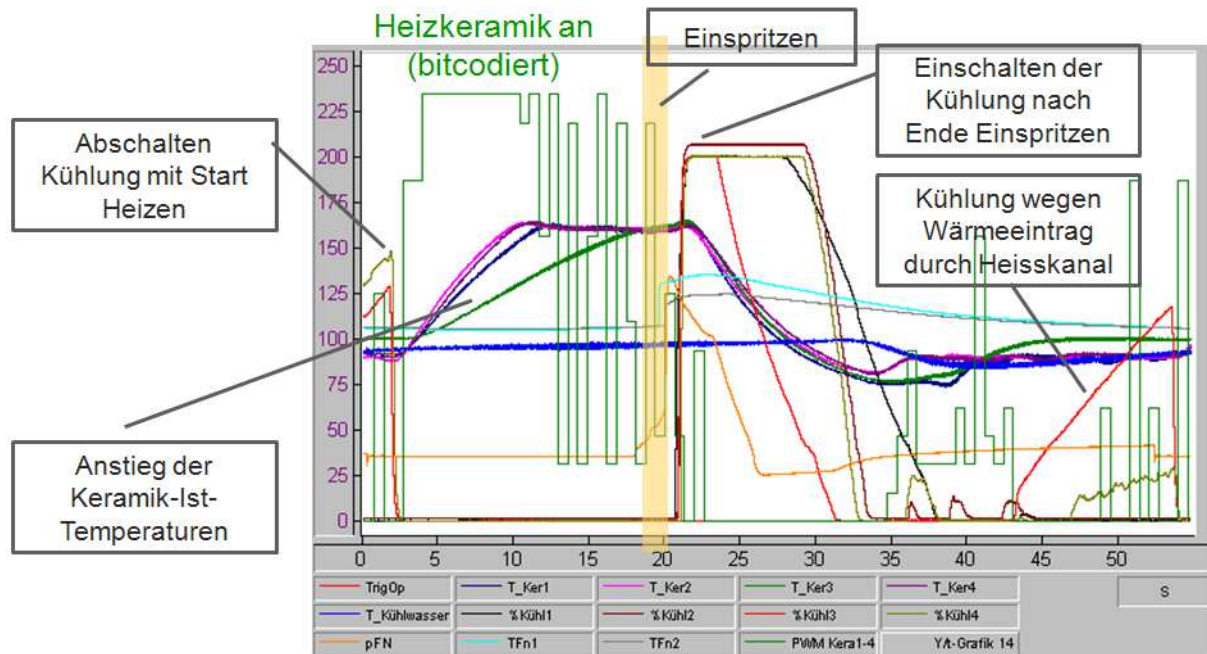 Heizkeramik an
(bitcodiert)
Einspritzen
Einschalten der
Kühlung nach
Ende Einspritzen
Abschalten
Kühlung mit Start
Heizen
Kühlung wegen
Wärmeeintrag
durch Heisskanal
Anstieg der
Keramik-Ist-
Temperaturen
250
225
200
175
150
125
100
75
50
25
0
0 5 10 15 20 25 30 35 40 45 50
TrigOp T_Ker1 T_Ker2 T_Ker3 T_Ker4 s
T_Kühlwasser %Kühl1 %Kühl2 %Kühl3 %Kühl4
pFN TFn1 TFn2 PWM Kera1-4 Y/t-Grafik 14